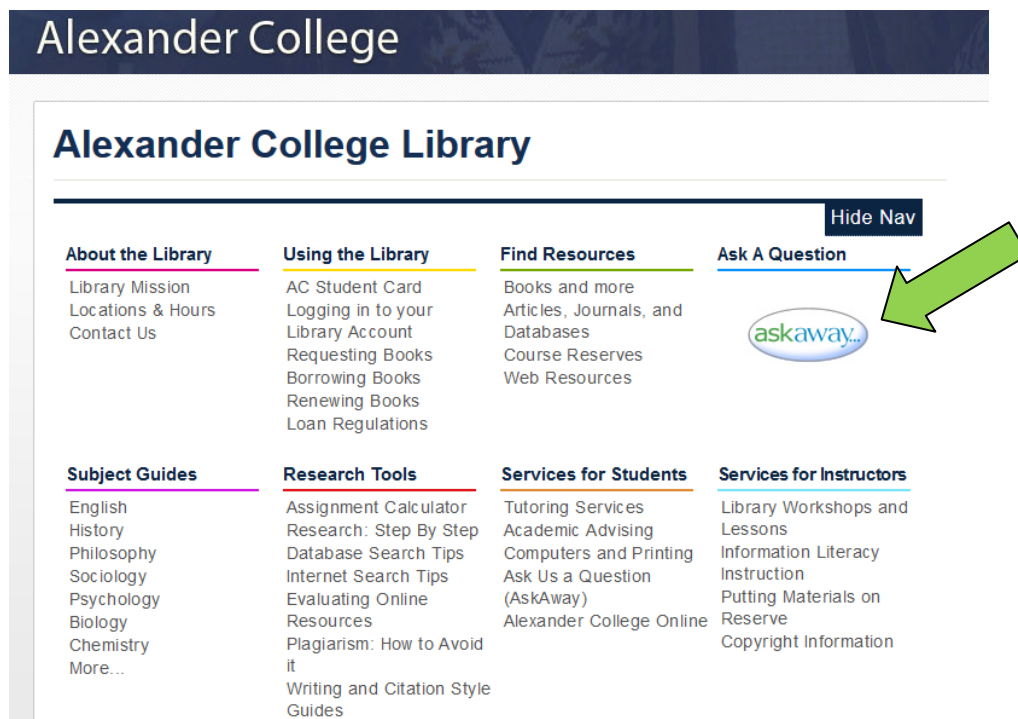 Alexander College
Alexander College Library
Hide Nav
About the Library
Library Mission
Locations & Hours
Contact Us
Using the Library
AC Student Card
Logging in to your
Library Account
Requesting Books
Borrowing Books
Renewing Books
Loan Regulations
Find Resources
Books and more
Articles, Journals, and
Databases
Course Reserves
Web Resources
Ask A Question
askaway...
Subject Guides
English
History
Philosophy
Sociology
Psychology
Biology
Chemistry
More...
Research Tools
Assignment Calculator
Research: Step By Step
Database Search Tips
Internet Search Tips
Evaluating Online
Resources
Plagiarism: How to Avoid
it
Writing and Citation Style
Guides
Services for Students
Tutoring Services
Academic Advising
Computers and Printing
Ask Us a Question
(AskAway)
Alexander College Online
Services for Instructors
Library Workshops and
Lessons
Information Literacy
Instruction
Putting Materials on
Reserve
Copyright Information